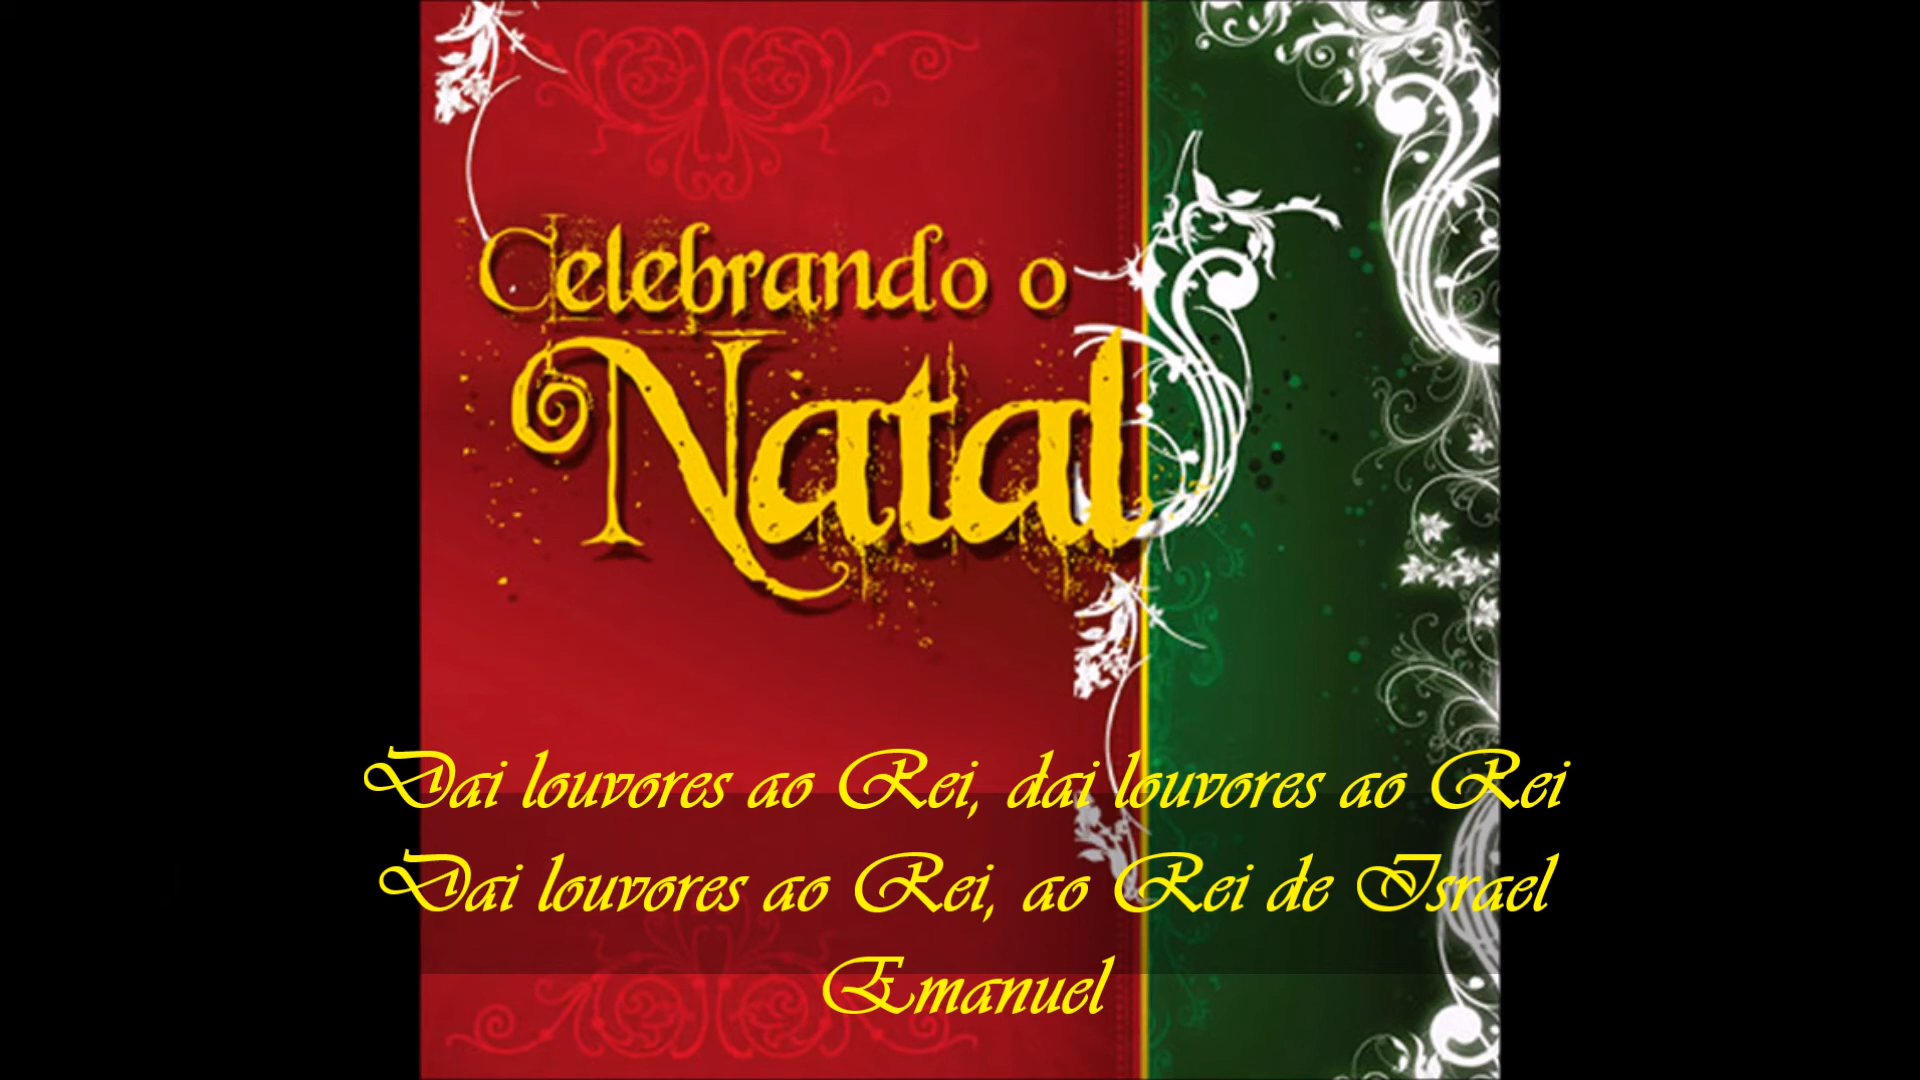 Celebrando o
Natal
Dai louvores ao Rei, dai louvores ao Rei
Dai louvores ao Rei, ao Rei de Israel
Emanuel